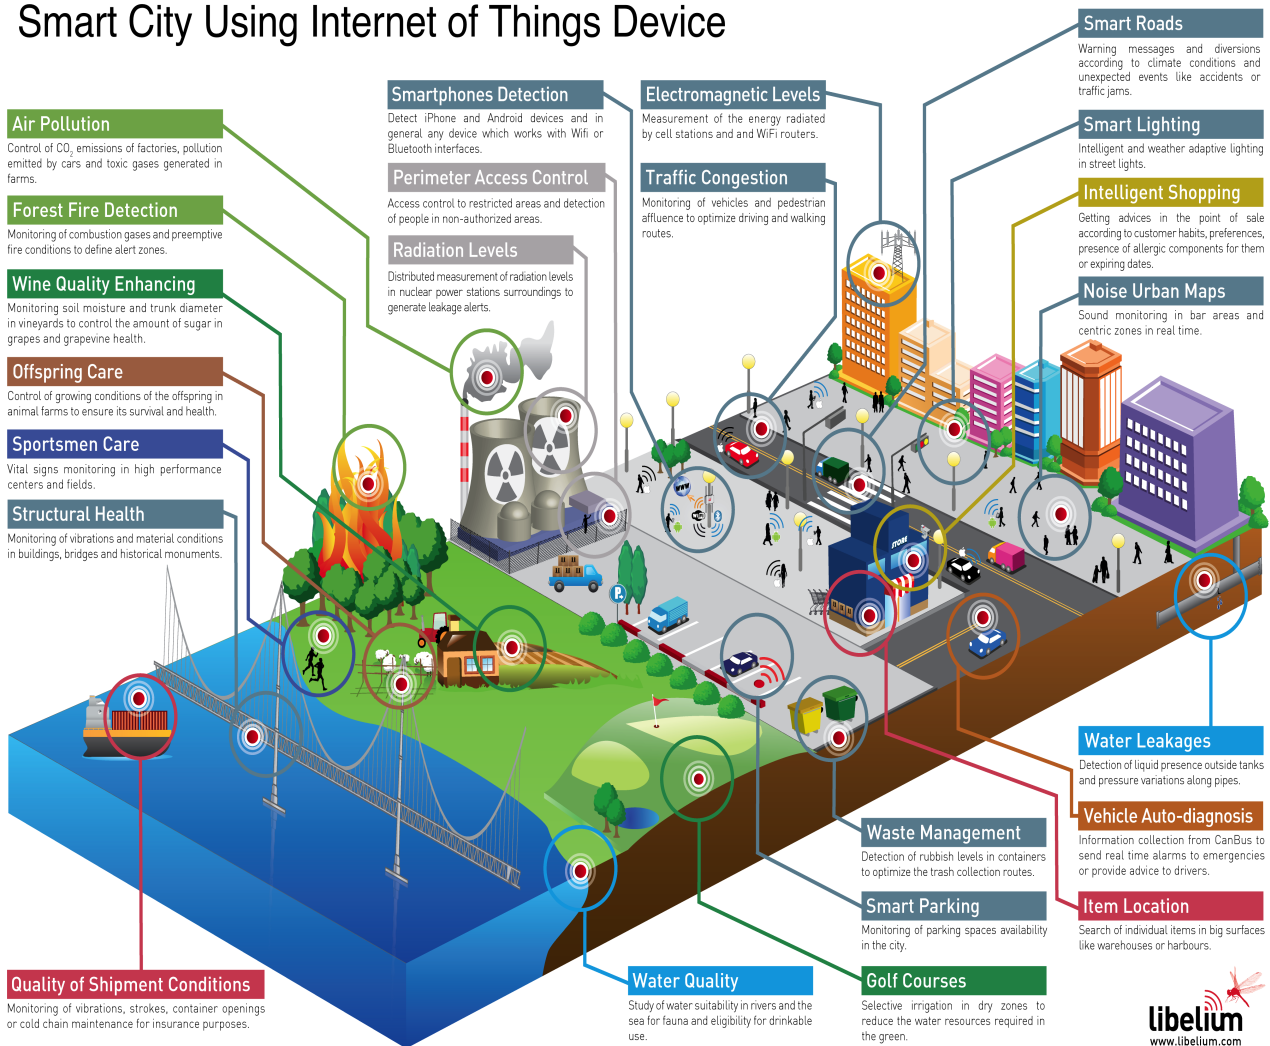 Smart City Using Internet of Things Device
Air Pollution
Control of CO2 emissions of factories, pollution
emitted by cars and toxic gases generated in
farms.
Forest Fire Detection
Monitoring of combustion gases and preemptive
fire conditions to define alert zones.
Wine Quality Enhancing
Monitoring soil moisture and trunk diameter
in vineyards to control the amount of sugar in
grapes and grapevine health.
Offspring Care
Control of growing conditions of the offspring in
animal farms to ensure its survival and health.
Sportsmen Care
Vital signs monitoring in high performance
centers and fields.
Structural Health
Monitoring of vibrations and material conditions
in buildings, bridges and historical monuments.
Quality of Shipment Conditions
Monitoring of vibrations, strokes, container openings
or cold chain maintenance for insurance purposes.
Smartphones Detection
Detect iPhone and Android devices and in
general any device which works with Wifi or
Bluetooth interfaces.
Perimeter Access Control
Access control to restricted areas and detection
of people in non-authorized areas.
Radiation Levels
Distributed measurement of radiation levels
in nuclear power stations surroundings to
generate leakage alerts.
Electromagnetic Levels
Measurement of the energy radiated
by cell stations and and WiFi routers.
Traffic Congestion
Monitoring of vehicles and pedestrian
affluence to optimize driving and walking
routes.
Smart Roads
Warning messages and diversions
according to climate conditions and
unexpected events like accidents or
traffic jams.
Smart Lighting
Intelligent and weather adaptive lighting
in street lights.
Intelligent Shopping
Getting advices in the point of sale
according to customer habits, preferences,
presence of allergic components for them
or expiring dates.
Noise Urban Maps
Sound monitoring in bar areas and
centric zones in real time.
www
WiFi
STORE
P
Water Leakages
Detection of liquid presence outside tanks
and pressure variations along pipes.
Vehicle Auto-diagnosis
Information collection from CanBus to
send real time alarms to emergencies
or provide advice to drivers.
Item Location
Search of individual items in big surfaces
like warehouses or harbours.
Waste Management
Detection of rubbish levels in containers
to optimize the trash collection routes.
Smart Parking
Monitoring of parking spaces availability
in the city.
Golf Courses
Selective irrigation in dry zones to
reduce the water resources required in
the green.
Water Quality
Study of water suitability in rivers and the
sea for fauna and eligibility for drinkable
use.
libelium
www.libelium.com